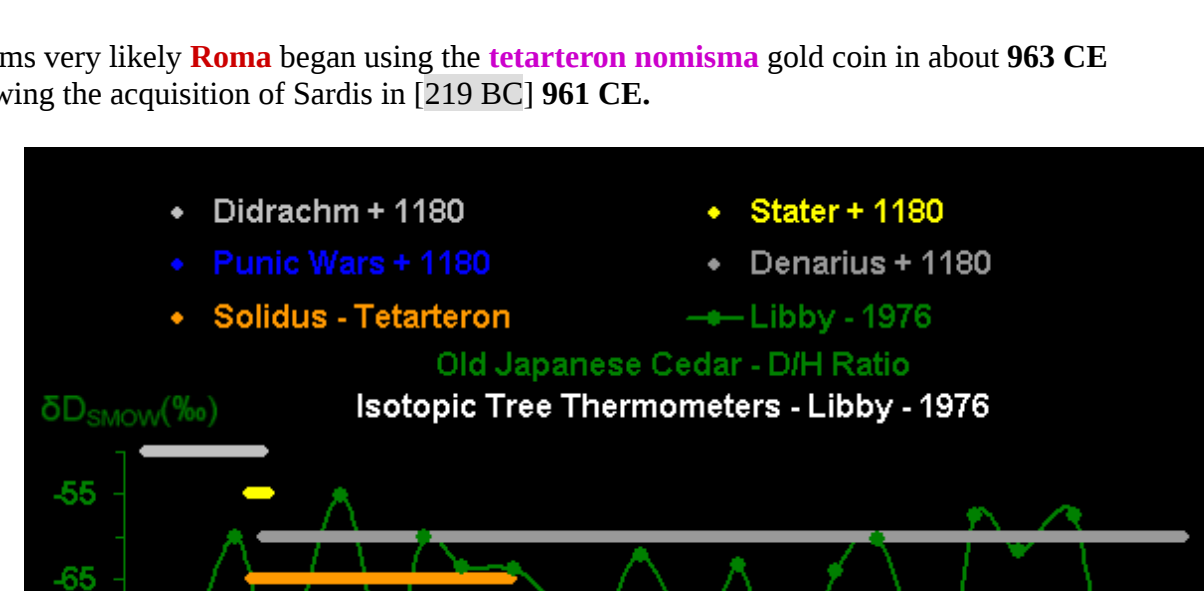 ms very likely Roma began using the tetarteron nomisma gold coin in about 963 CE
wing the acquisition of Sardis in [219 BC] 961 CE.
Didrachm + 1180
Stater + 1180
Punic Wars + 1180
Denarius + 1180
Solidus - Tetarteron
Libby - 1976
Old Japanese Cedar - D/H Ratio
δDSMOW(‰)
Isotopic Tree Thermometers - Libby - 1976
-55
-65